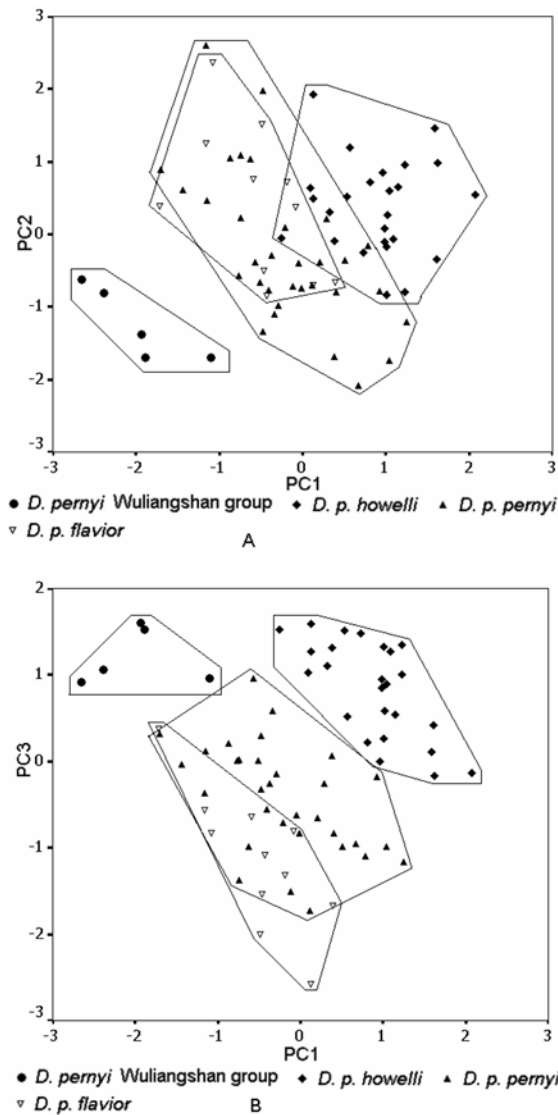 3
2
1
0
-1
-2
-3
PC2
-3 -2 -1 0 1 2 3
PC1
● D. pernyi Wuliangshan group ◆ D. p. howelli ▲ D. p. pernyi
▽ D. p. flavior
A
2
1
0
-1
-2
-3
PC3
-3 -2 -1 0 1 2 3
PC1
● D. pernyi Wuliangshan group ◆ D. p. howelli ▲ D. p. pernyi
▽ D. p. flavior
B